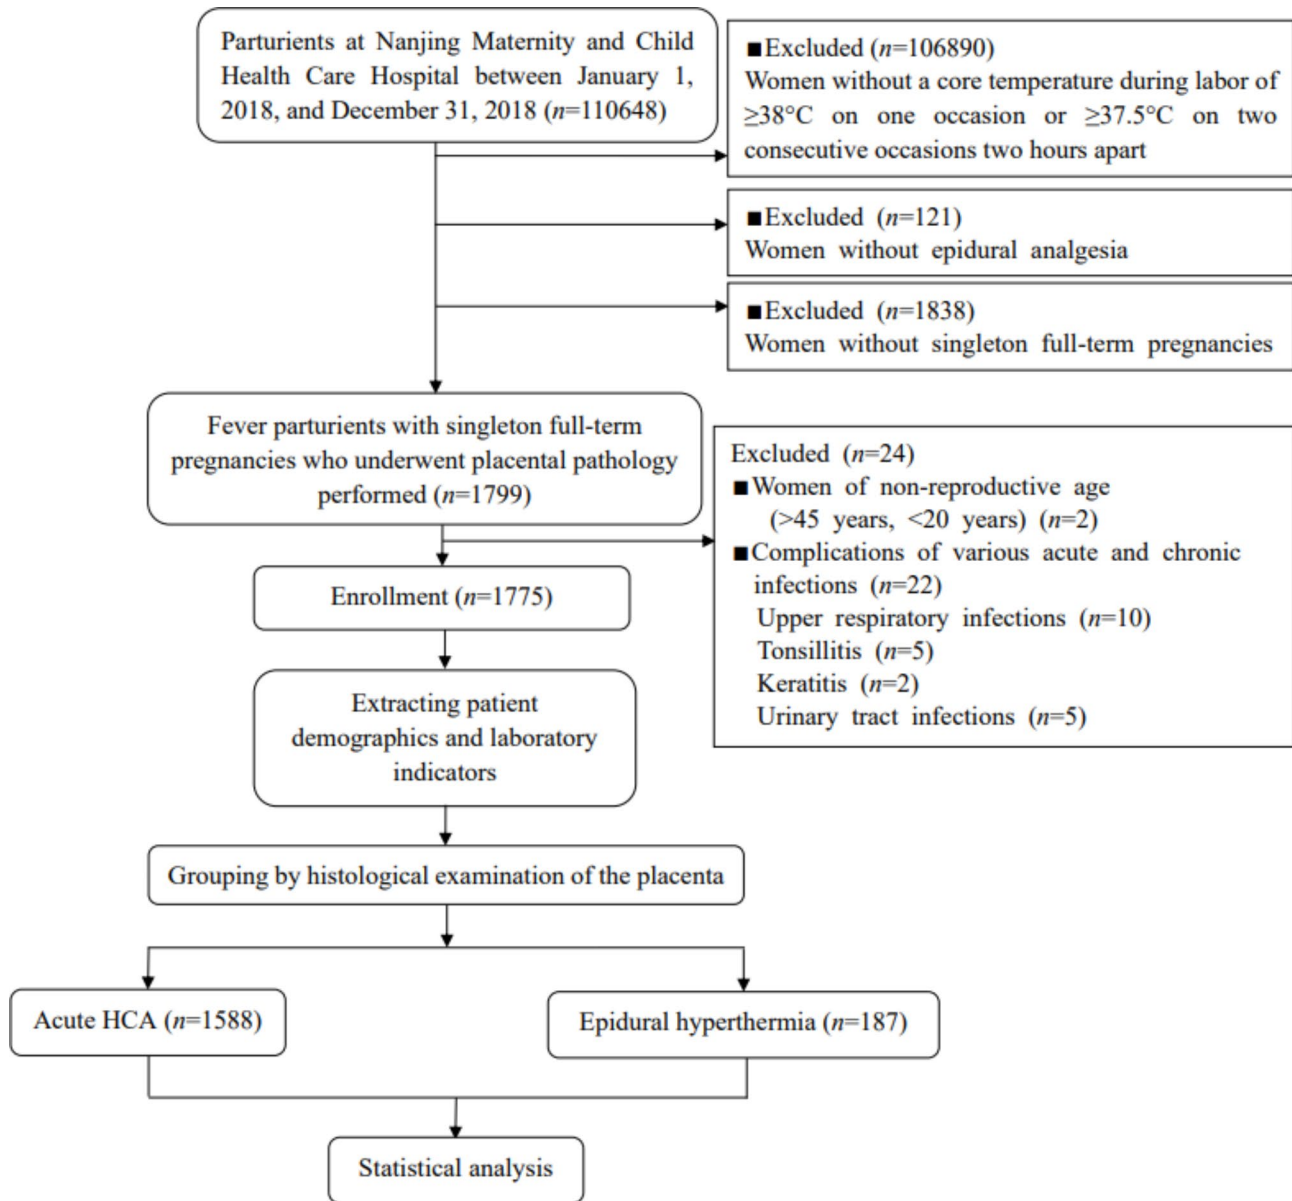 Parturients at Nanjing Maternity and Child
Health Care Hospital between January 1,
2018, and December 31, 2018 (n=110648)
■Excluded (n=106890)
Women without a core temperature during labor of
≥38°C on one occasion or ≥37.5°C on two
consecutive occasions two hours apart
■Excluded (n=121)
Women without epidural analgesia
■Excluded (n=1838)
Women without singleton full-term pregnancies
Fever parturients with singleton full-term
pregnancies who underwent placental pathology
performed (n=1799)
Excluded (n=24)
■Women of non-reproductive age
(>45 years, <20 years) (n=2)
■Complications of various acute and chronic
infections (n=22)
Upper respiratory infections (n=10)
Tonsillitis (n=5)
Keratitis (n=2)
Urinary tract infections (n=5)
Enrollment (n=1775)
Extracting patient
demographics and laboratory
indicators
Grouping by histological examination of the placenta
Acute HCA (n=1588)
Epidural hyperthermia (n=187)
Statistical analysis